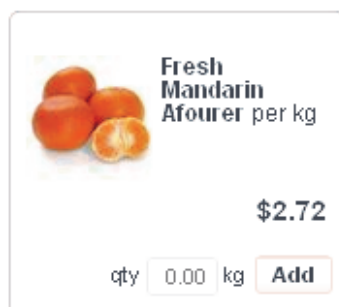 Fresh
Mandarin
Afourer per kg
$2.72
qty 0.00 kg Add